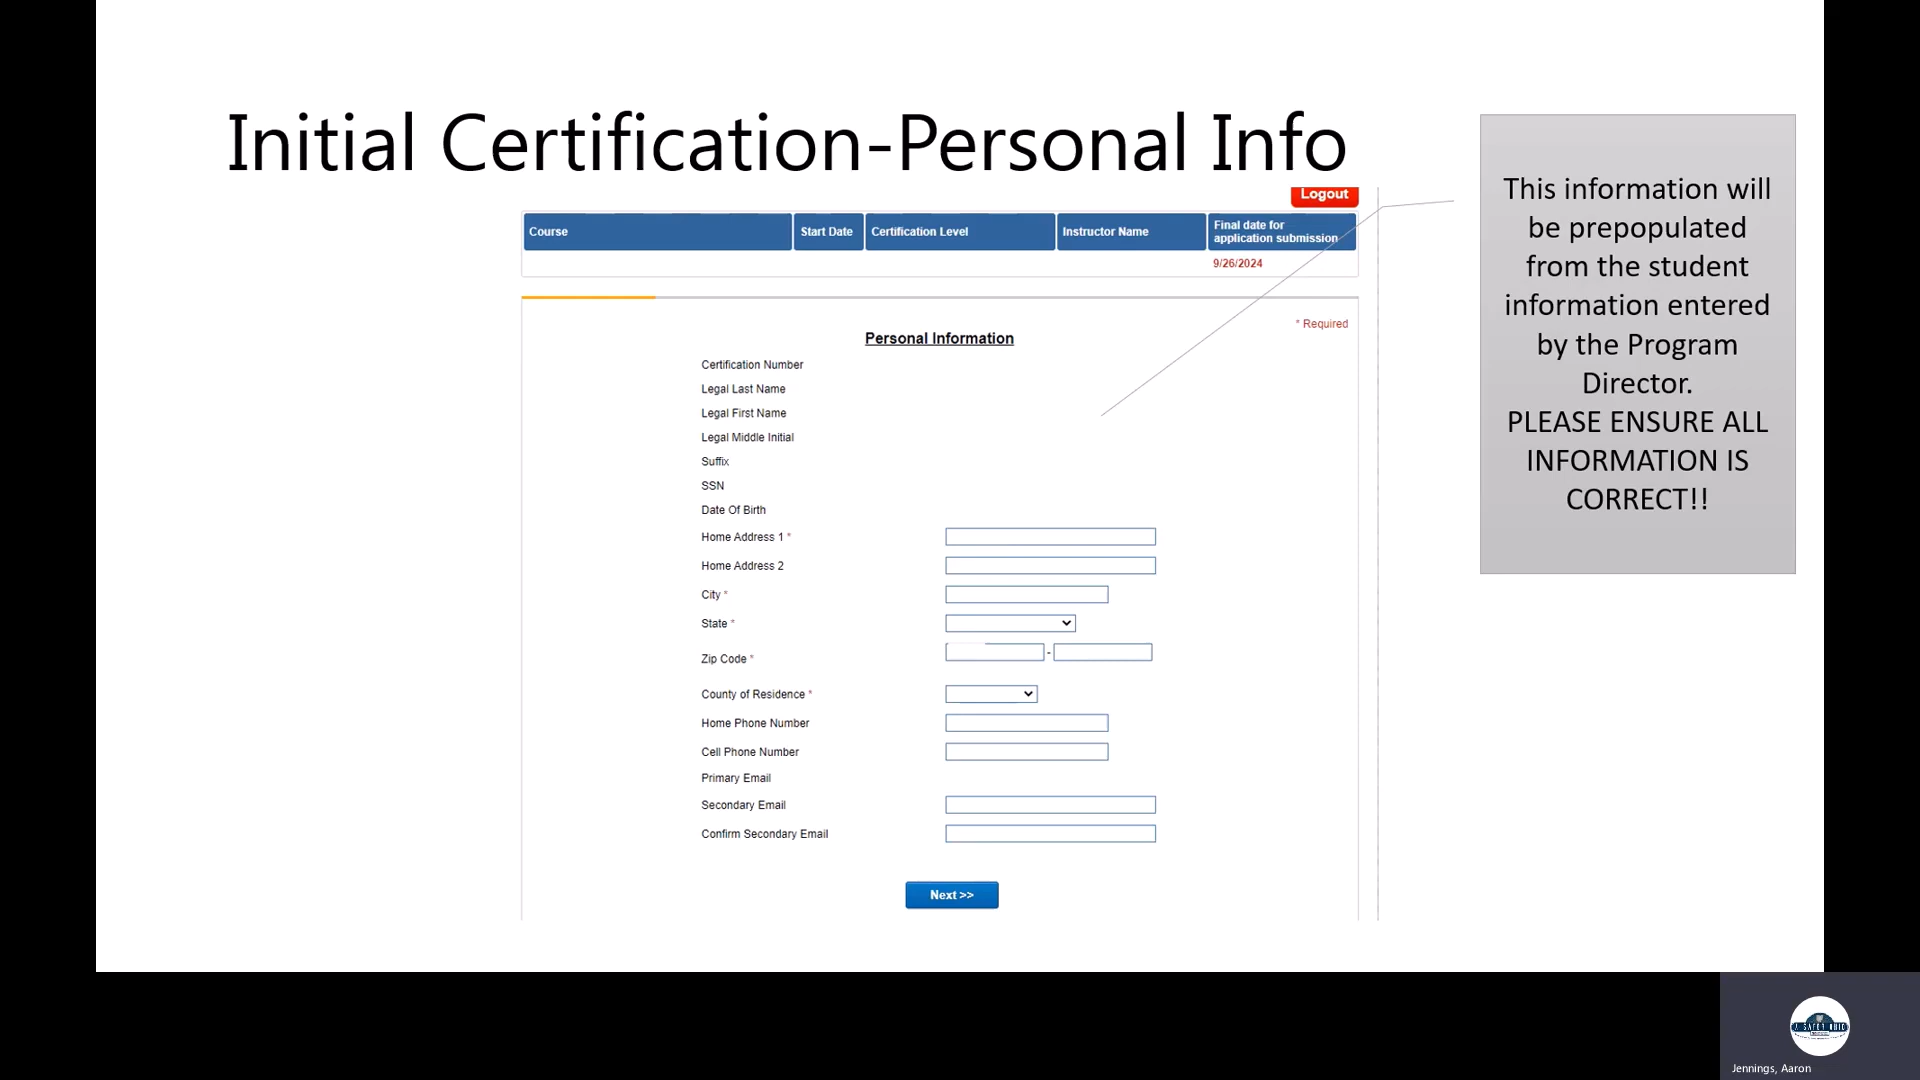 Initial Certification-Personal Info
Logout
Course
Start Date
Certification Level
Instructor Name
Final date for
application submission
9/26/2024
* Required
Personal Information
Certification Number
Legal Last Name
Legal First Name
Legal Middle Initial
Suffix
SSN
Date Of Birth
Home Address 1 *
Home Address 2
City *
State *
Zip Code *
-
County of Residence *
Home Phone Number
Cell Phone Number
Primary Email
Secondary Email
Confirm Secondary Email
Next >>
This information will
be prepopulated
from the student
information entered
by the Program
Director.
PLEASE ENSURE ALL
INFORMATION IS
CORRECT!!
Jennings, Aaron